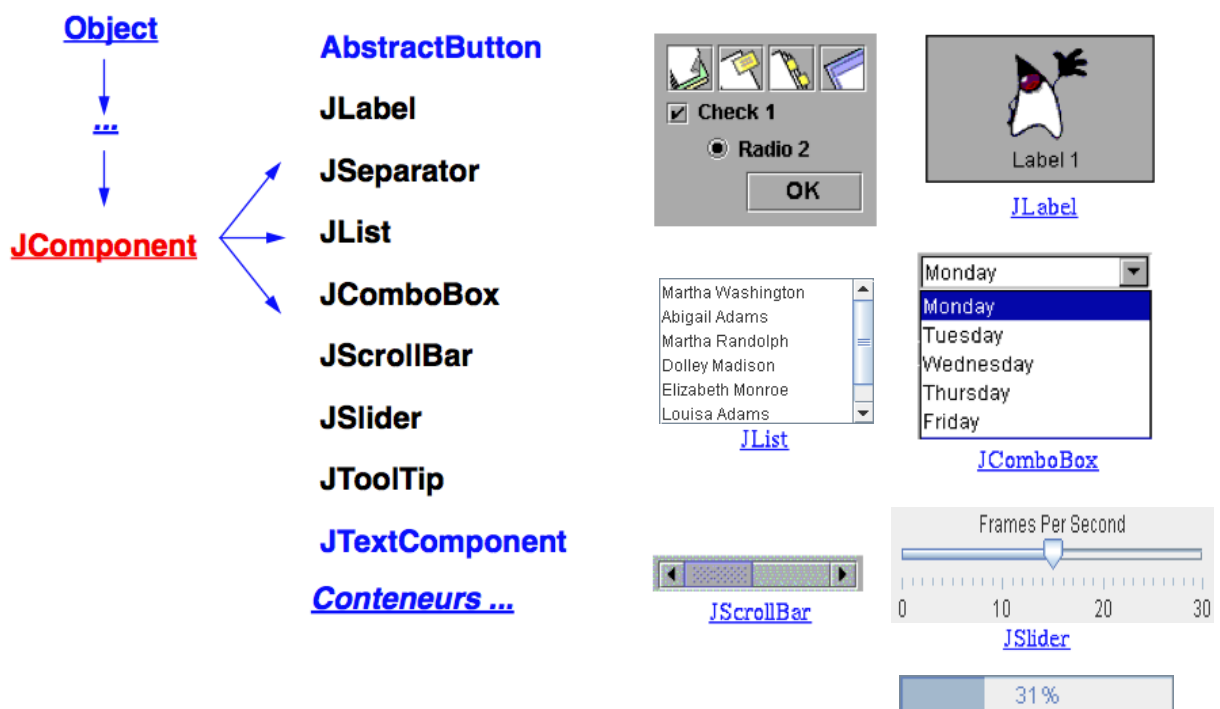 Object
...
JComponent
AbstractButton
JLabel
JSeparator
JList
JComboBox
JScrollBar
JSlider
JToolTip
JTextComponent
Conteneurs ...
Check 1
Radio 2
OK
Label 1
JLabel
Martha Washington
Abigail Adams
Martha Randolph
Dolley Madison
Elizabeth Monroe
Louisa Adams
JList
Monday
Monday
Tuesday
Wednesday
Thursday
Friday
JComboBox
JScrollBar
Frames Per Second
0 10 20 30
JSlider
31%